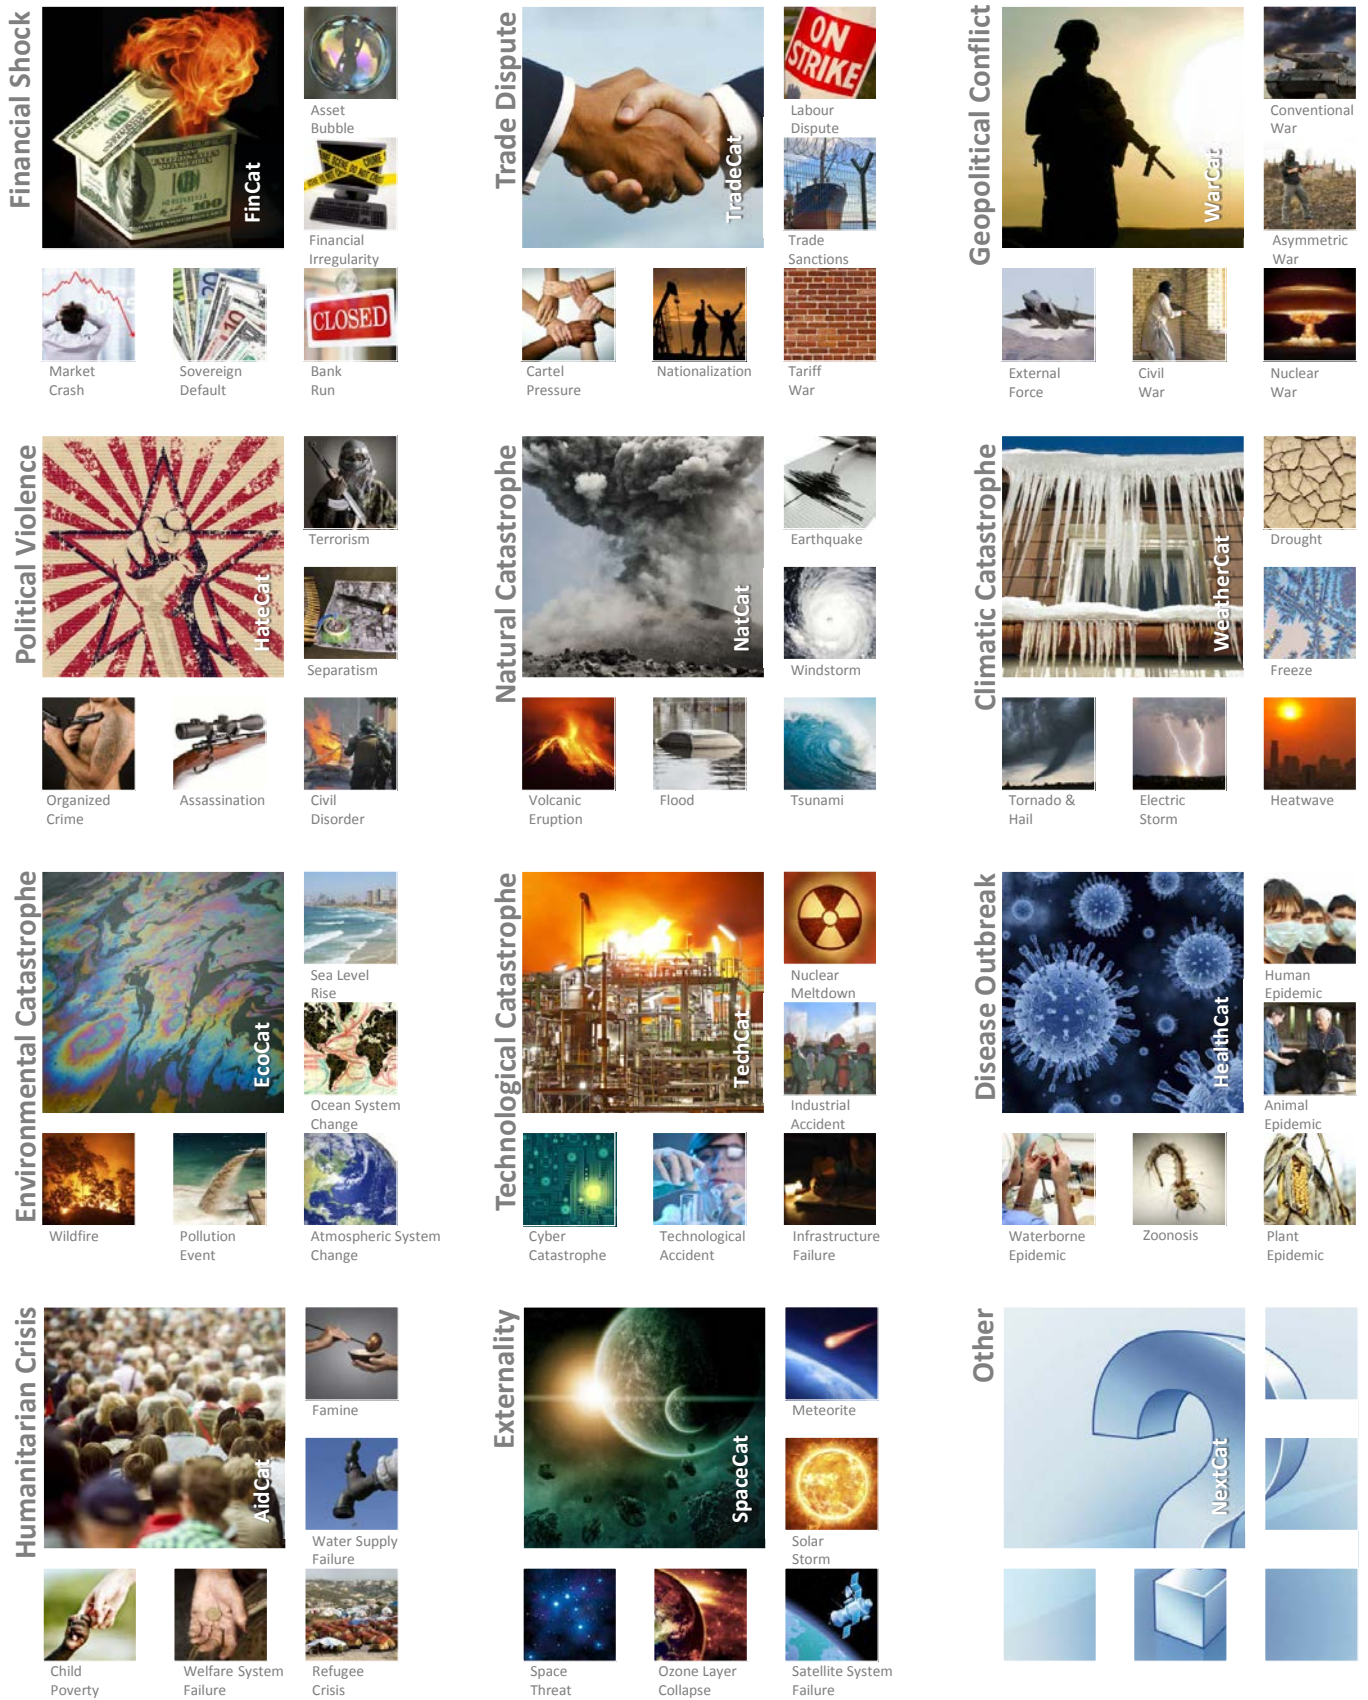 Financial Shock
FinCat
Asset
Bubble
CRIME SCENE DO NOT CROSS
Financial
Irregularity
Market
Crash
Sovereign
Default
CLOSED
Bank
Run
Trade Dispute
TradeCat
ON
STRIKE
Labour
Dispute
Trade
Sanctions
Cartel
Pressure
Nationalization
Tariff
War
Geopolitical Conflict
WarCat
Conventional
War
Asymmetric
War
External
Force
Civil
War
Nuclear
War
Political Violence
HateCat
Terrorism
Separatism
Organized
Crime
Assassination
Civil
Disorder
Natural Catastrophe
NatCat
Earthquake
Windstorm
Volcanic
Eruption
Flood
Tsunami
Climatic Catastrophe
WeatherCat
Drought
Freeze
Tornado &
Hail
Electric
Storm
Heatwave
Environmental Catastrophe
EcoCat
Sea Level
Rise
Ocean System
Change
Wildfire
Pollution
Event
Atmospheric System
Change
Technological Catastrophe
TechCat
Nuclear
Meltdown
Industrial
Accident
Cyber
Catastrophe
Technological
Accident
Infrastructure
Failure
Disease Outbreak
HealthCat
Human
Epidemic
Animal
Epidemic
Waterborne
Epidemic
Zoonosis
Plant
Epidemic
Humanitarian Crisis
AidCat
Famine
Water Supply
Failure
Child
Poverty
Welfare System
Failure
Refugee
Crisis
Externality
SpaceCat
Meteorite
Solar
Storm
Space
Threat
Ozone Layer
Collapse
Satellite System
Failure
Other
NextCat